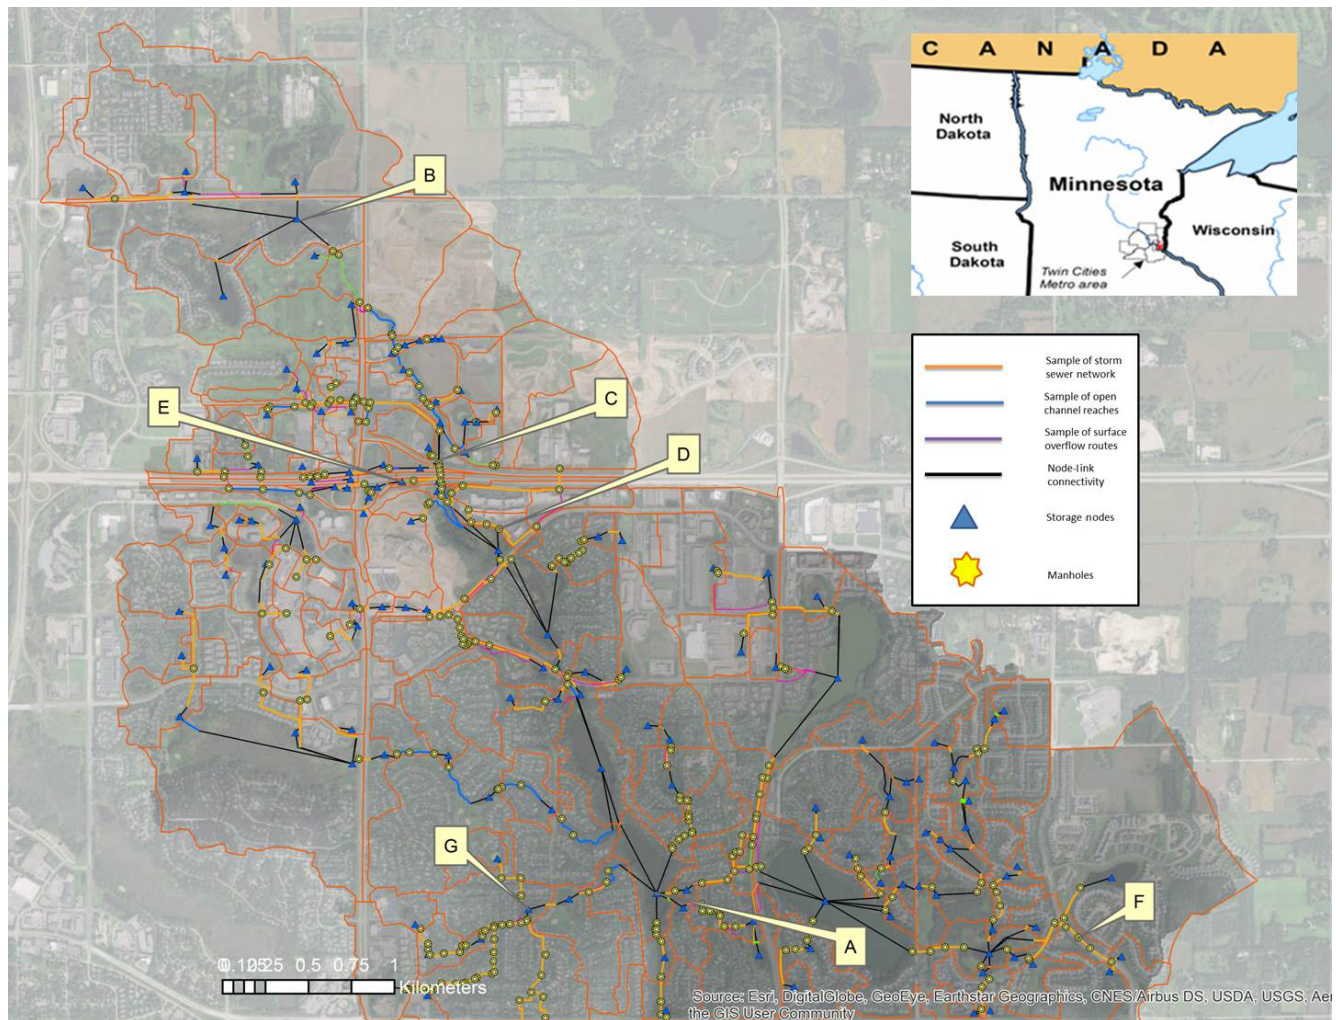 C A N A D A
North
Dakota
Minnesota
Wisconsin
South
Dakota
Twin Cities
Metro area
B
E
C
D
Sample of storm
sewer network
Sample of open
channel reaches
Sample of surface
overflow routes
Node-link
connectivity
Storage nodes
Manholes
G
F
A
0.5 0.75 1
Kilometers
Source: Esri, DigitalGlobe, GeoEye, Earthstar Geographics, CNES/Airbus DS, USDA, USGS, Aer
the GIS User Community